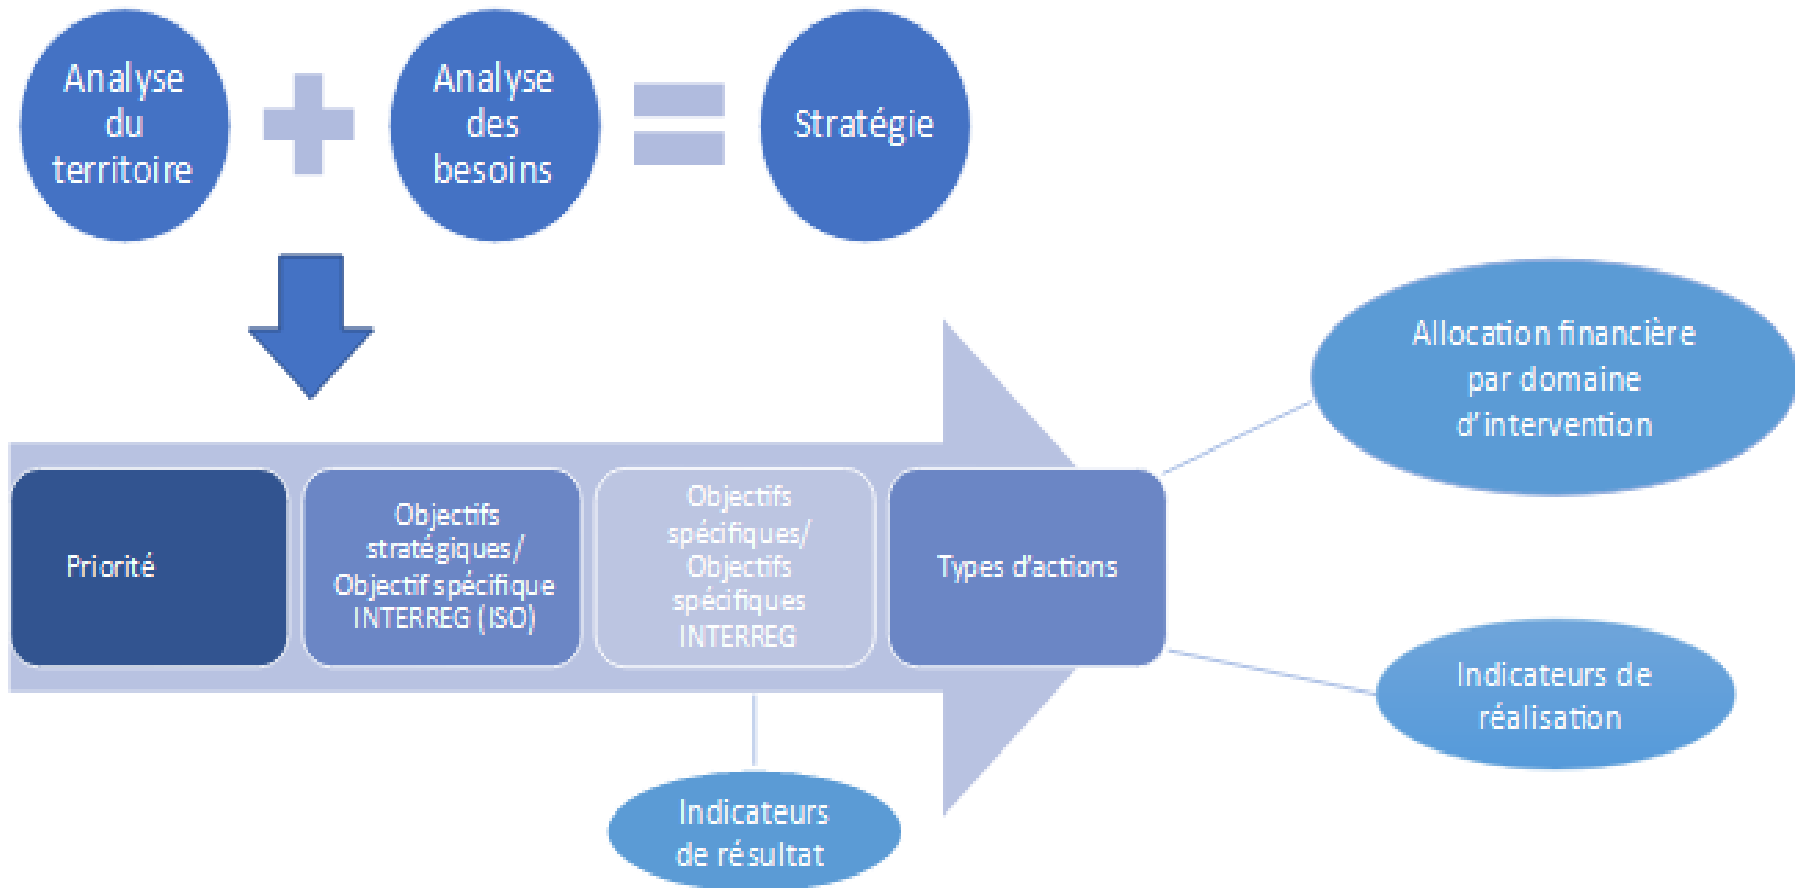 Analyse
du
territoire
Analyse
des
besoins
Stratégie
Priorité
Objectifs
stratégiques/
Objectif spécifique
INTERREG (ISO)
Objectifs
spécifiques/
Objectifs
spécifiques
INTERREG
Types d'actions
Allocation financière
par domaine
d'intervention
Indicateurs de
réalisation
Indicateurs
de résultat